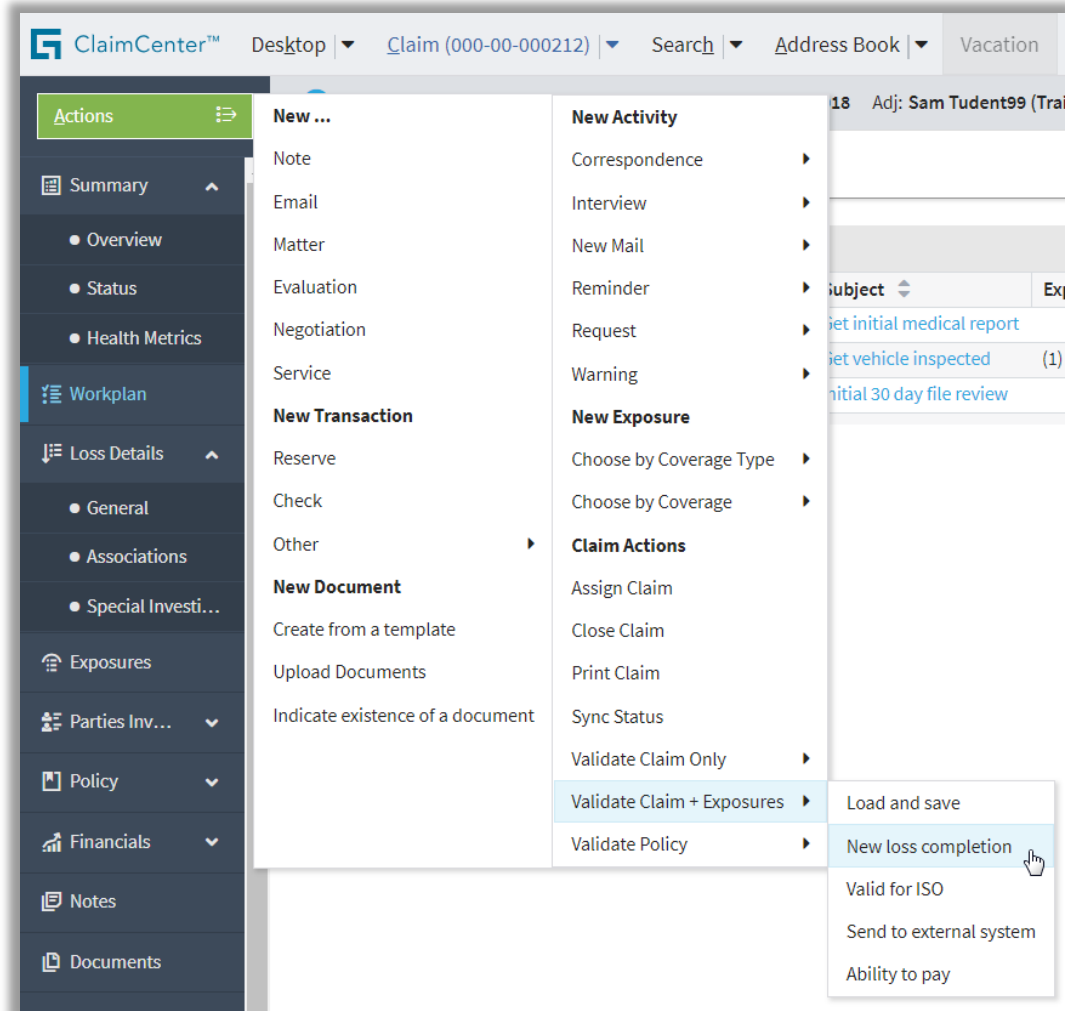 ClaimCenter™ Desktop Claim (000-00-000212) Search Address Book Vacation
Actions
18 Adj: Sam Tudent99 (Trai
Summary
Overview
Status
Health Metrics
Workplan
Loss Details
General
Associations
Special Investi...
Exposures
Parties Inv...
Policy
Financials
Notes
Documents
New ...
Note
Email
Matter
Evaluation
Negotiation
Service
New Transaction
Reserve
Check
Other
New Document
Create from a template
Upload Documents
Indicate existence of a document
New Activity
Correspondence
Interview
New Mail
Reminder
Request
Warning
New Exposure
Choose by Coverage Type
Choose by Coverage
Claim Actions
Assign Claim
Close Claim
Print Claim
Sync Status
Validate Claim Only
Validate Claim + Exposures
Validate Policy
Load and save
New loss completion
Valid for ISO
Send to external system
Ability to pay
Subject Exp
Get initial medical report
Get vehicle inspected (1)
nitial 30 day file review